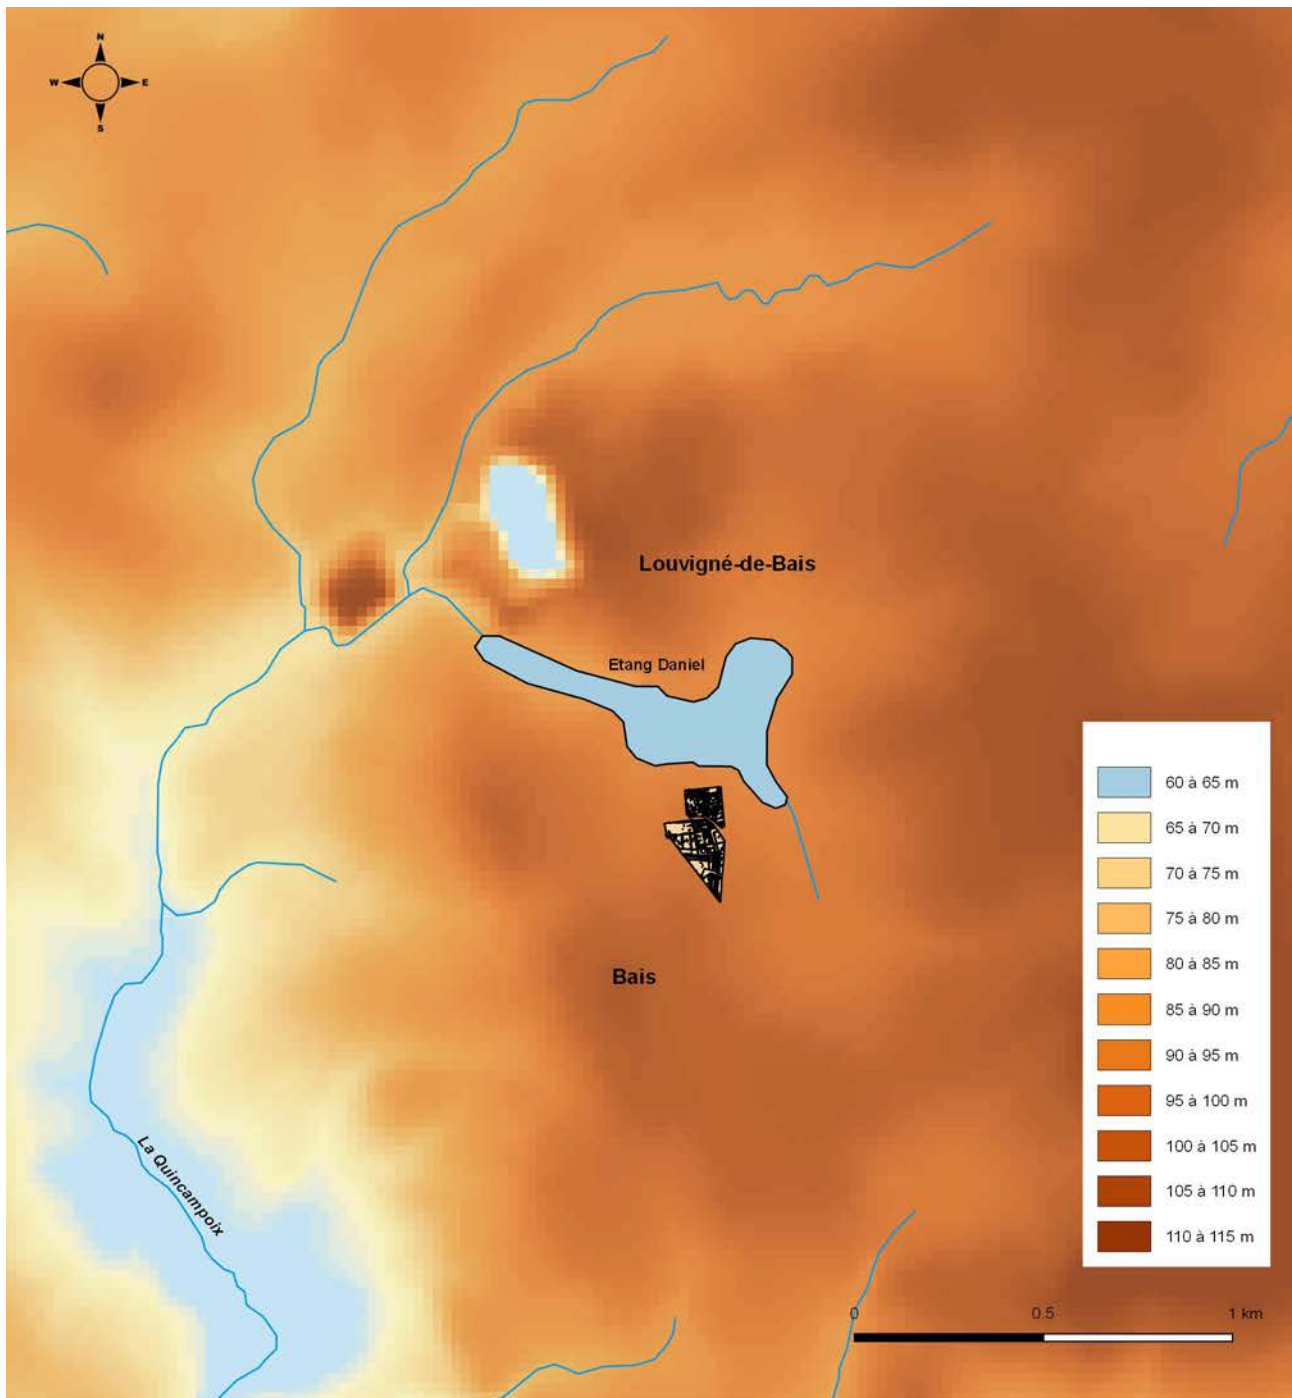 N
W E
S
Louvigné-de-Bais
Etang Daniel
Bais
La Quincampoix
60 à 65 m
65 à 70 m
70 à 75 m
75 à 80 m
80 à 85 m
85 à 90 m
90 à 95 m
95 à 100 m
100 à 105 m
105 à 110 m
110 à 115 m
0 0.5 1 km